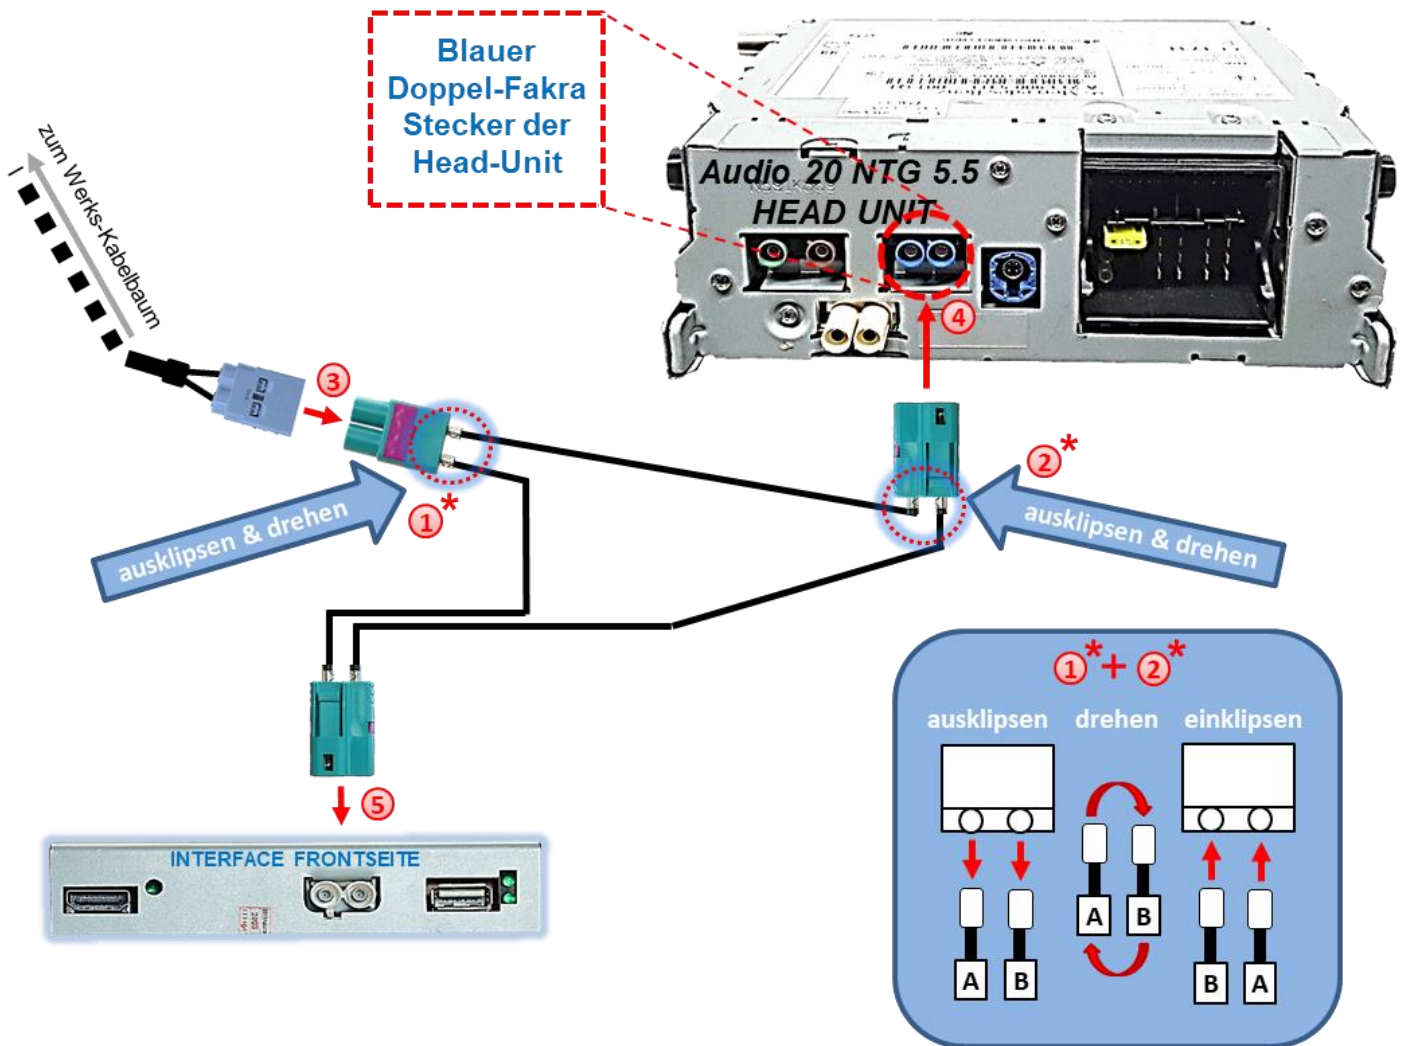 Blauer
Doppel-Fakra
Stecker der
Head-Unit
Audio 20 NTG 5.5
HEAD UNIT
zum Werks-Kabelbaum
4
3
1*
2*
ausklipsen & drehen
ausklipsen & drehen
5
INTERFACE FRONTSEITE
1* + 2*
ausklipsen drehen einklipsen
A B
A B
B A